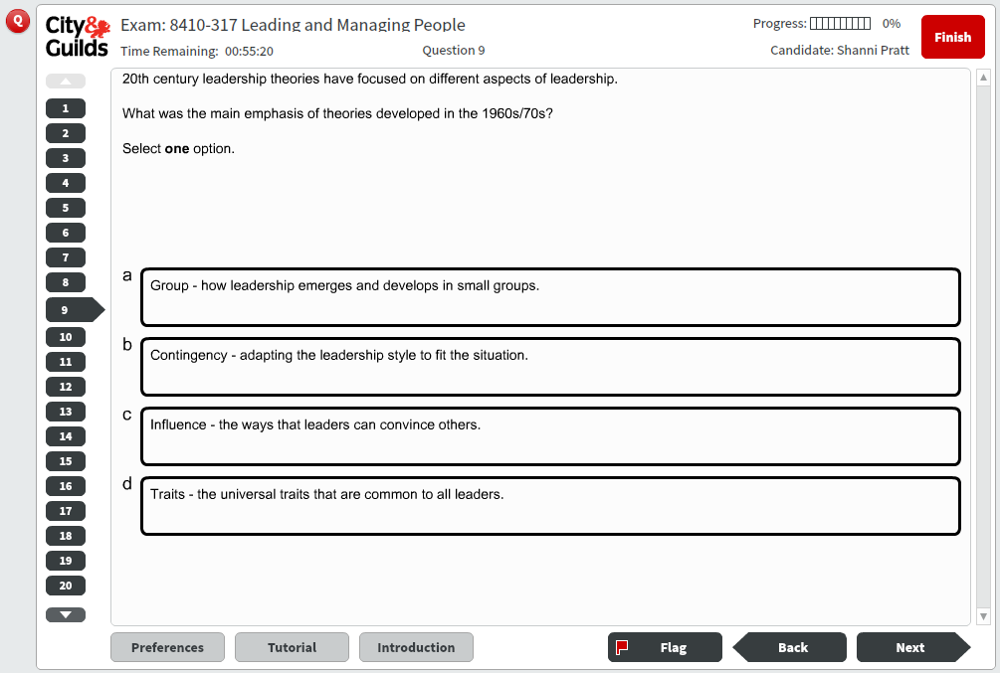 Q
City&
Guilds
Exam: 8410-317 Leading and Managing People
Progress: 0%
Finish
Time Remaining: 00:55:20
Question 9
Candidate: Shanni Pratt
20th century leadership theories have focused on different aspects of leadership.
What was the main emphasis of theories developed in the 1960s/70s?
Select one option.
1
2
3
4
5
6
7
8
9
10
11
12
13
14
15
16
17
18
19
20
a Group - how leadership emerges and develops in small groups.
b Contingency - adapting the leadership style to fit the situation.
c Influence - the ways that leaders can convince others.
d Traits - the universal traits that are common to all leaders.
Preferences
Tutorial
Introduction
Flag
Back
Next